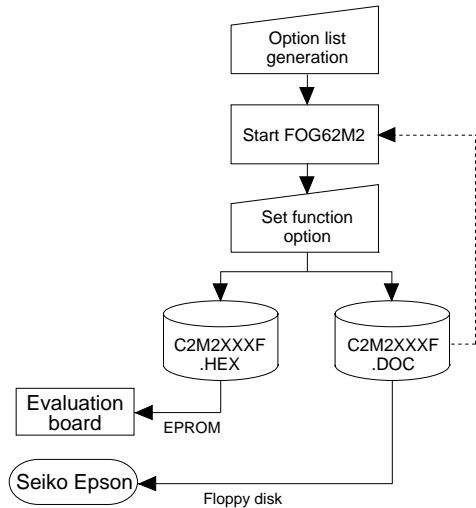 Option list
generation
Start FOG62M2
Set function
option
C2M2XXXF
.HEX
C2M2XXXF
.DOC
Evaluation
board
EPROM
Seiko Epson
Floppy disk